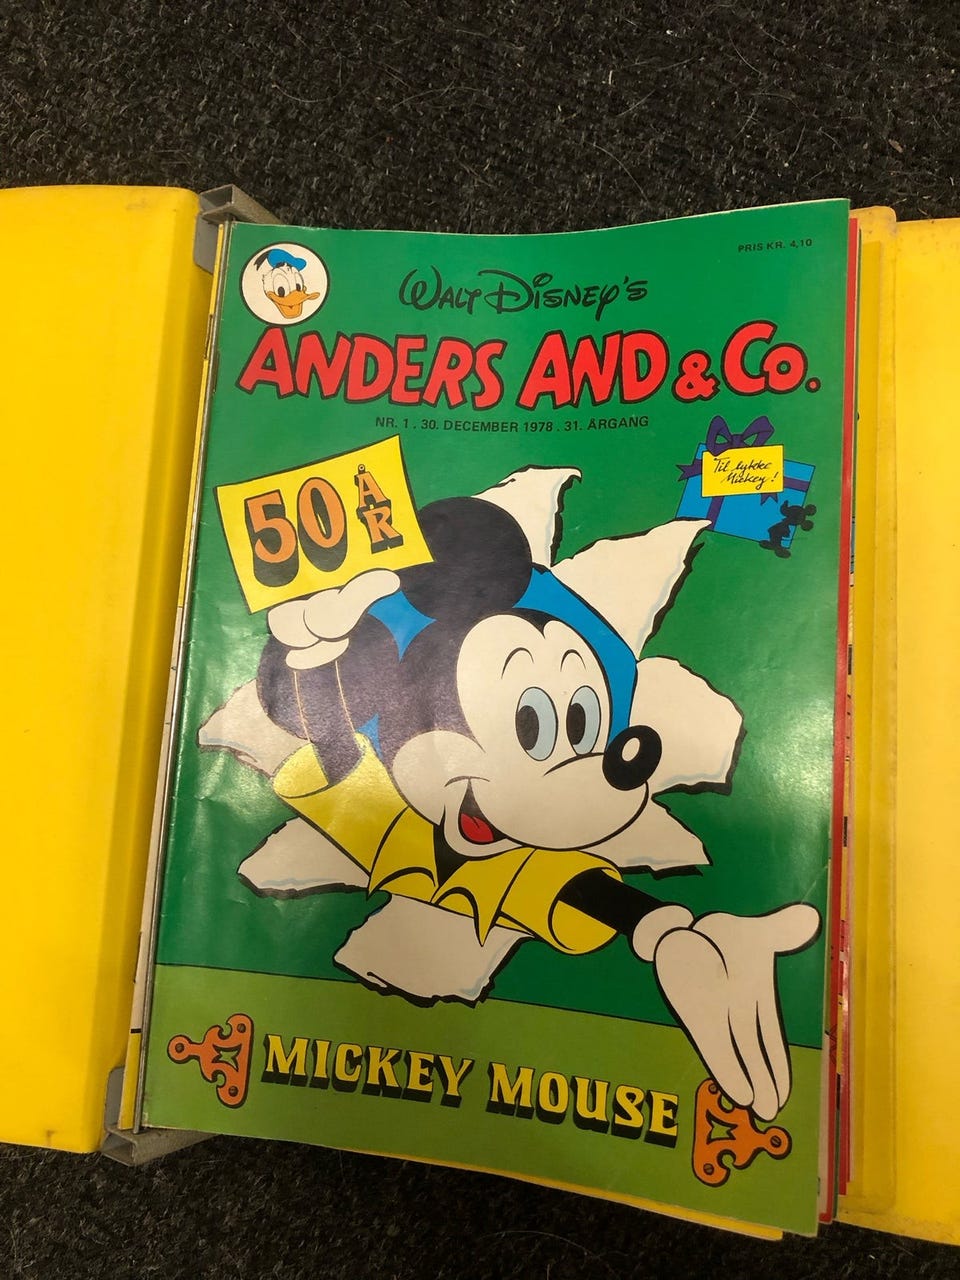 PRIS KR. 4,10
WALT DISNEY'S
ANDERS AND & CO.
NR. 1 . 30. DECEMBER 1978 . 31. ÅRGANG
50 ÅR
Til lykke
Mickey!
MICKEY MOUSE